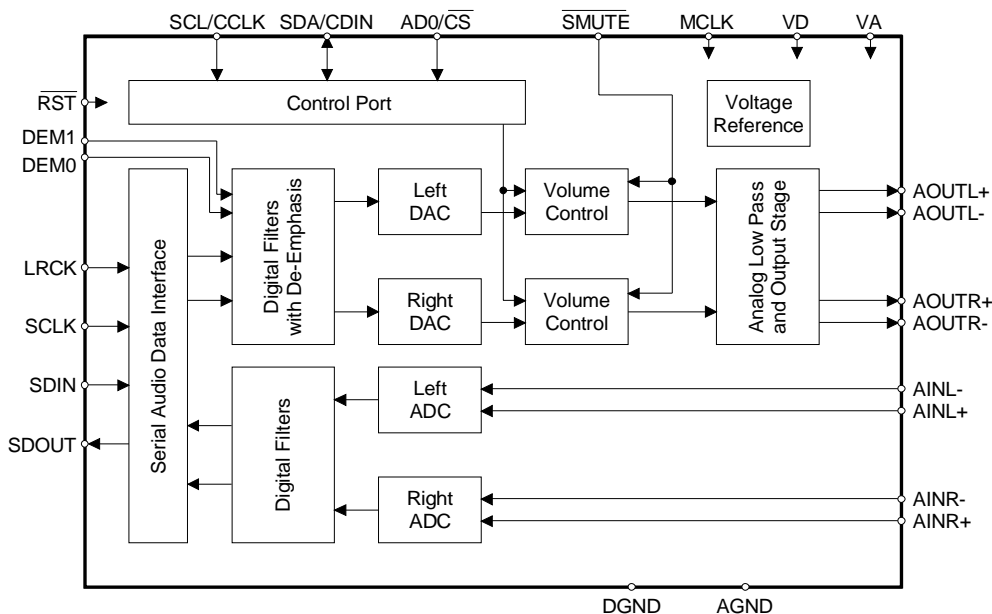 SCL/CCLK SDA/CDIN AD0/CS SMUTE MCLK VD VA
RST
Control Port
Voltage
Reference
DEM1
DEM0
Digital Filters
with De-Emphasis
Left
DAC
Volume
Control
Analog Low Pass
and Output Stage
AOUTL+
AOUTL-
LRCK
SCLK
SDIN
SDOUT
Serial Audio Data Interface
Right
DAC
Volume
Control
AOUTR+
AOUTR-
Digital Filters
Left
ADC
AINL-
AINL+
Right
ADC
AINR-
AINR+
DGND AGND